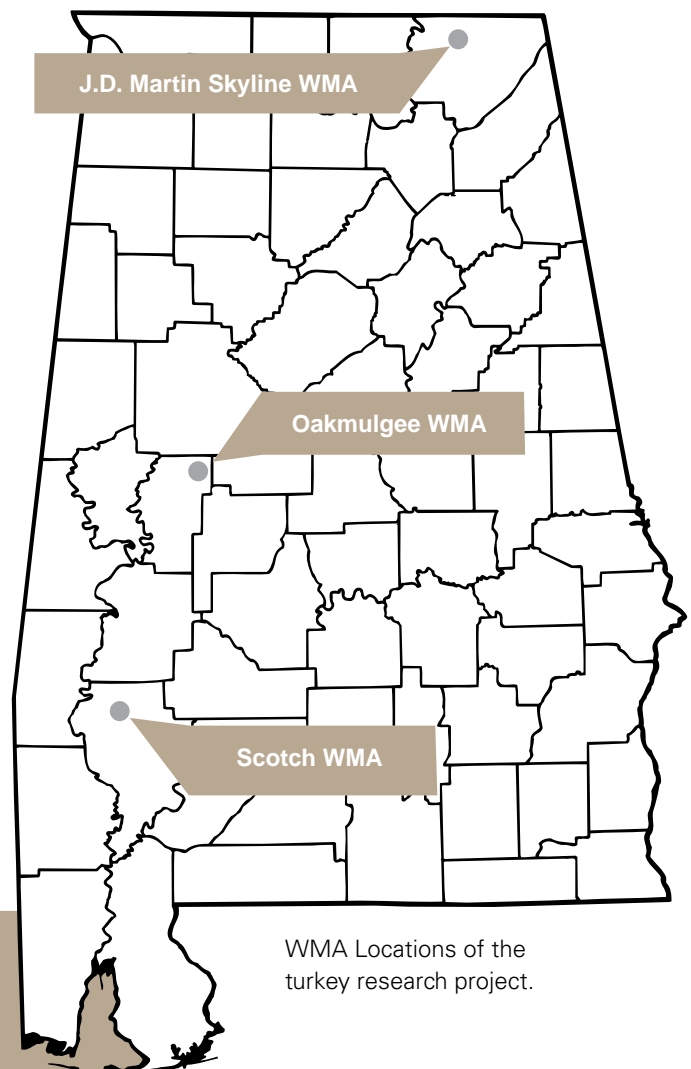 J.D. Martin Skyline WMA
Oakmulgee WMA
Scotch WMA
WMA Locations of the
turkey research project.